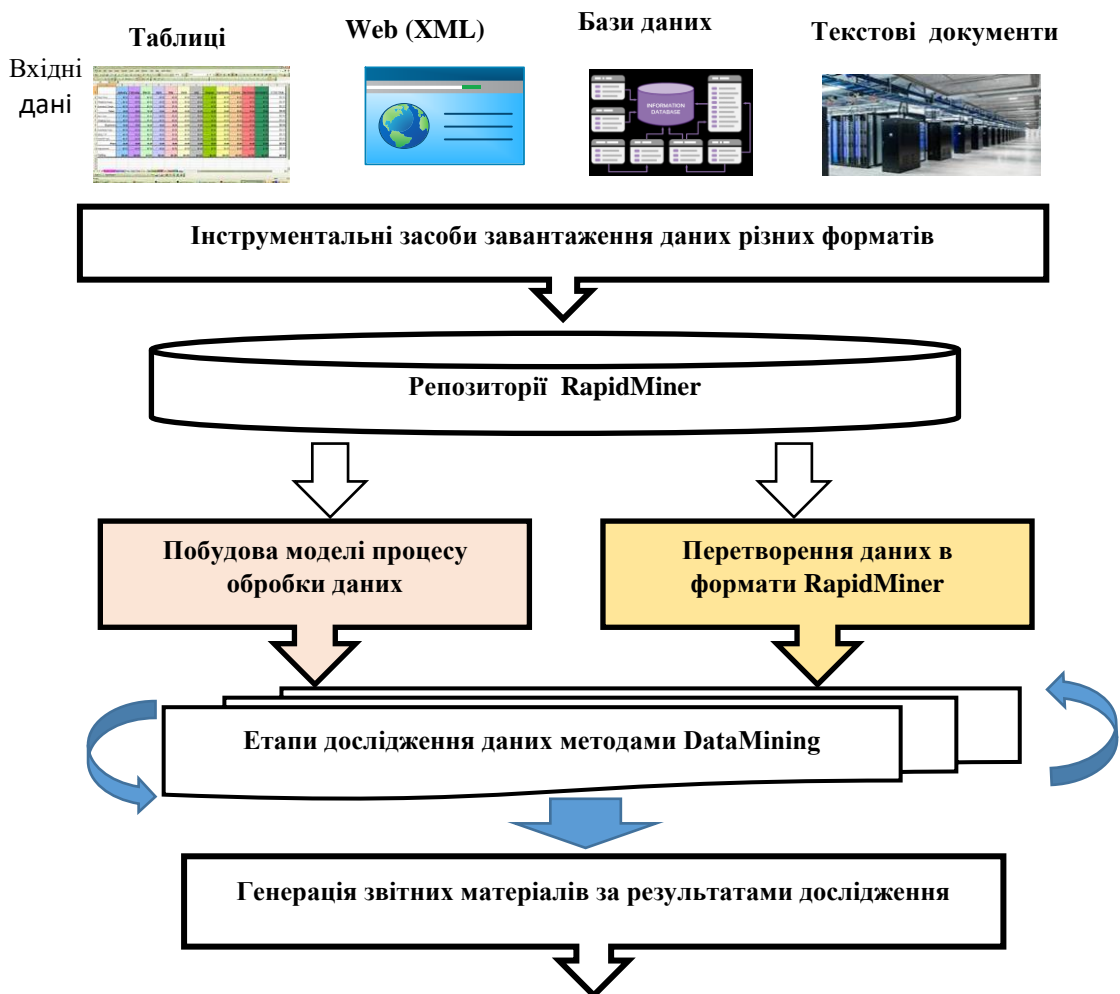 Таблиці
Web (XML)
Бази даних
Текстові документи
Вхідні
дані
INFORMATION
DATABASE
Інструментальні засоби завантаження даних різних форматів
Репозиторії RapidMiner
Побудова моделі процесу
обробки даних
Перетворення даних в
формати RapidMiner
Етапи дослідження даних методами DataMining
Генерація звітних матеріалів за результатами дослідження